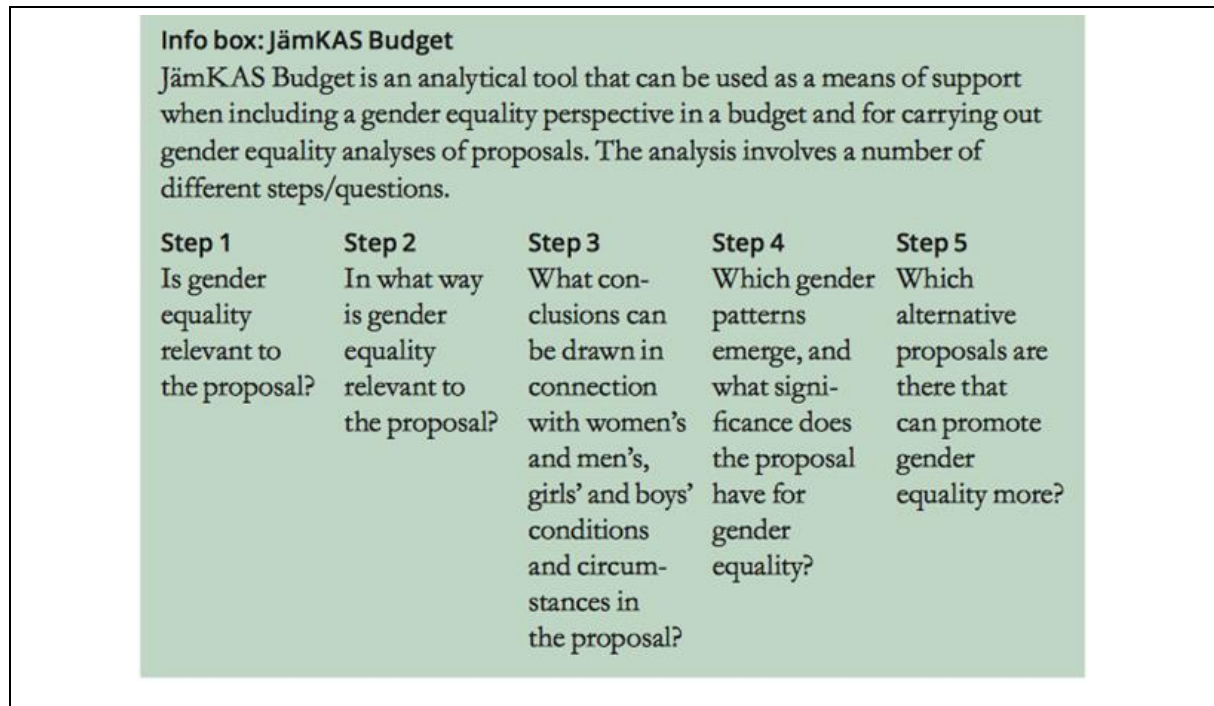 Info box: JämKAS Budget
JämKAS Budget is an analytical tool that can be used as a means of support
when including a gender equality perspective in a budget and for carrying out
gender equality analyses of proposals. The analysis involves a number of
different steps/questions.
Step 1
Is gender
equality
relevant to
the proposal?
Step 2
In what way
is gender
equality
relevant to
the proposal?
Step 3
What con-
clusions can
be drawn in
connection
with women’s
and men’s,
girls’ and boys’
conditions
and circum-
stances in
the proposal?
Step 4
Which gender
patterns
emerge, and
what signi-
ficance does
the proposal
have for
gender
equality?
Step 5
Which
alternative
proposals are
there that
can promote
gender
equality more?